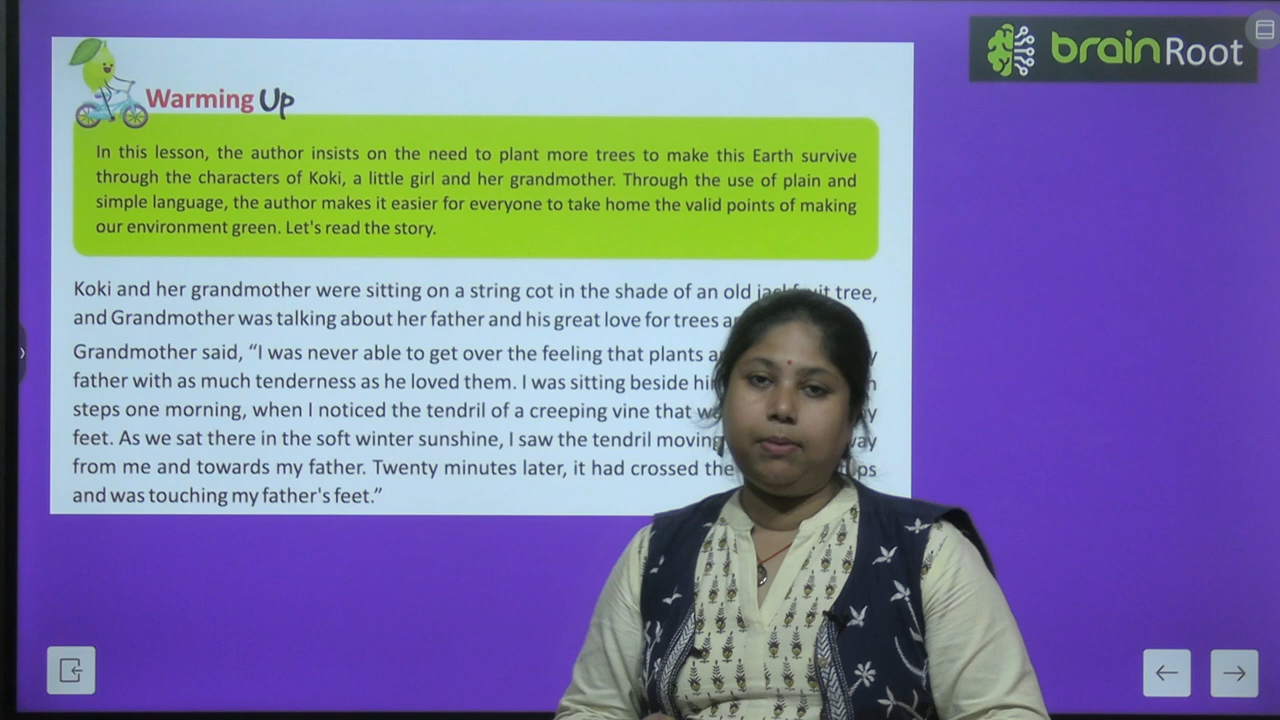 brainRoot
Warming Up
In this lesson, the author insists on the need to plant more trees to make this Earth survive
through the characters of Koki, a little girl and her grandmother. Through the use of plain and
simple language, the author makes it easier for everyone to take home the valid points of making
our environment green. Let's read the story.
Koki and her grandmother were sitting on a string cot in the shade of an old jackfruit tree,
and Grandmother was talking about her father and his great love for trees
Grandmother said, “I was never able to get over the feeling that plants
father with as much tenderness as he loved them. I was sitting beside
steps one morning, when I noticed the tendril of a creeping vine that
feet. As we sat there in the soft winter sunshine, I saw the tendril moving
from me and towards my father. Twenty minutes later, it had crossed the
and was touching my father's feet.”